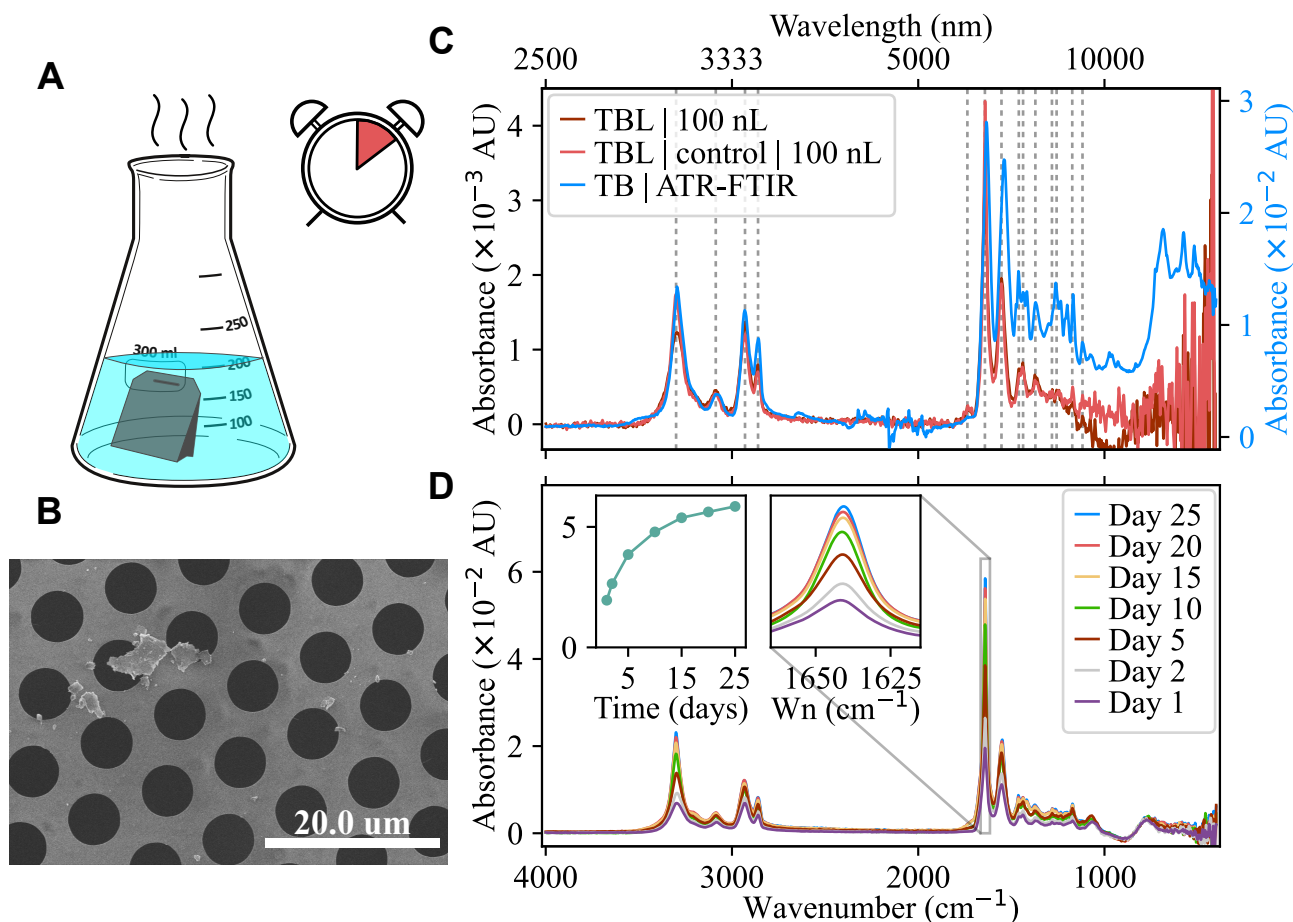 A
300 ml
250
200
150
100
B
20.0 um
C
Wavelength (nm)
2500 3333 5000 10000
Absorbance (×10⁻³ AU)
4
3
2
1
0
TBL | 100 nL
TBL | control | 100 nL
TB | ATR-FTIR
Absorbance (×10⁻² AU)
3
2
1
0
D
Absorbance (×10⁻² AU)
6
4
2
0
5
0
5 15 25
Time (days)
1650 1625
Wn (cm⁻¹)
Day 25
Day 20
Day 15
Day 10
Day 5
Day 2
Day 1
4000 3000 2000 1000
Wavenumber (cm⁻¹)